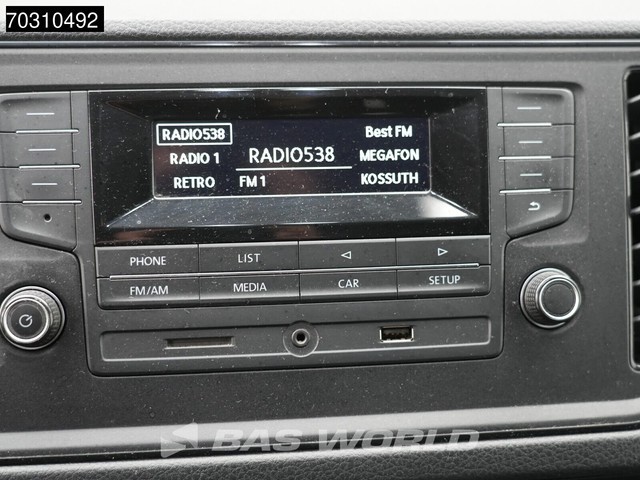 70310492
RADIO538 Best FM
RADIO 1 RADIO538 MEGAFON
RETRO FM 1 KOSSUTH
PHONE LIST
FM/AM MEDIA CAR SETUP
BAS WORLD